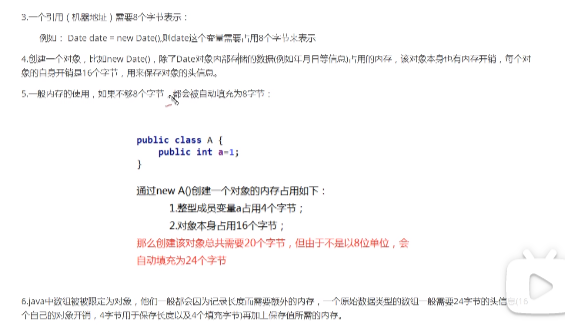 3.一个引用（机器地址）需要8个字节表示：
例如： Date date = new Date(),则date这个变量需要占用8个字节来表示
4.创建一个对象，比如new Date()，除了Date对象内部存储的数据(例如年月日等信息)占用的内存，该对象本身也有内存开销，每个对
象的自身开销是16个字节，用来保存对象的头信息。
5.一般内存的使用，如果不够8个字节，都会被自动填充为8字节：
public class A {
public int a=1;
}
通过new A()创建一个对象的内存占用如下：
1.整型成员变量a占用4个字节；
2.对象本身占用16个字节；
那么创建该对象总共需要20个字节，但由于不是以8位单位，会
自动填充为24个字节
6.java中数组被被限定为对象，他们一般都会因为记录长度而需要额外的内存，一个原始数据类型的数组一般需要24字节的头信息(16
个自己的对象开销，4字节用于保存长度以及4个填充字节)再加上保存值所需的内存。